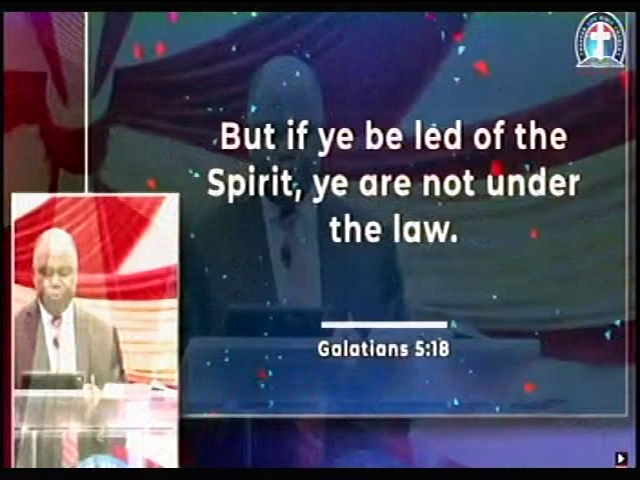 But if ye be led of the
Spirit, ye are not under
the law.
Galatians 5:18